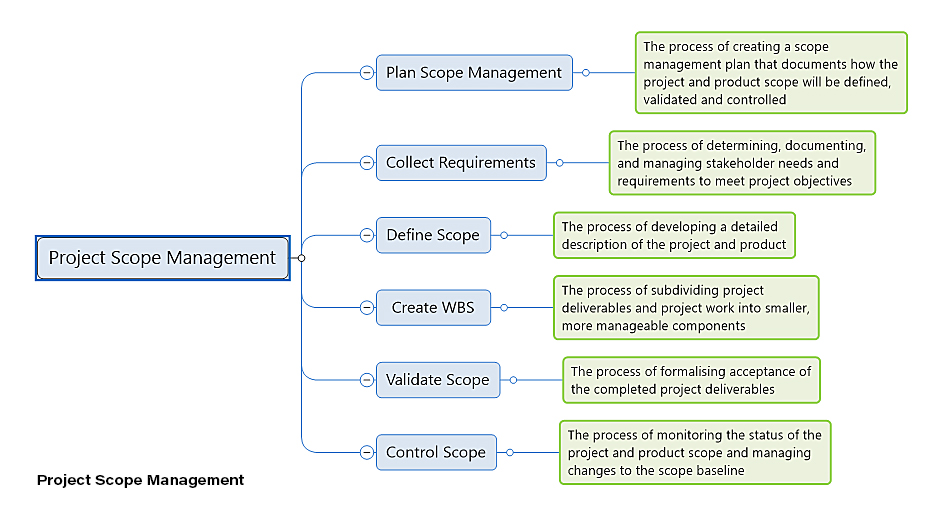 Project Scope Management
Plan Scope Management
The process of creating a scope
management plan that documents how the
project and product scope will be defined,
validated and controlled
Collect Requirements
The process of determining, documenting,
and managing stakeholder needs and
requirements to meet project objectives
Define Scope
The process of developing a detailed
description of the project and product
Create WBS
The process of subdividing project
deliverables and project work into smaller,
more manageable components
Validate Scope
The process of formalising acceptance of
the completed project deliverables
Control Scope
The process of monitoring the status of the
project and product scope and managing
changes to the scope baseline
Project Scope Management